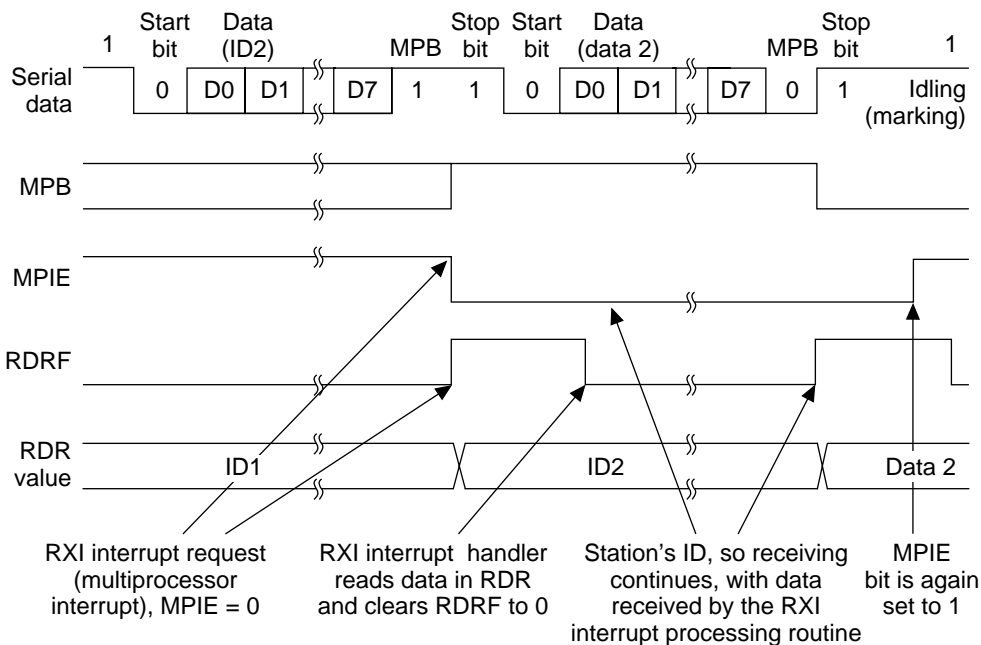 1 Start bit Data (ID2) MPB Stop bit Start bit Data (data 2) MPB Stop bit 1
Serial data 0 D0 D1 D7 1 1 0 D0 D1 D7 0 1 Idling (marking)
MPB
MPIE
RDRF
RDR value ID1 ID2 Data 2
RXI interrupt request
(multiprocessor
interrupt), MPIE = 0
RXI interrupt handler
reads data in RDR
and clears RDRF to 0
Station's ID, so receiving
continues, with data
received by the RXI
interrupt processing routine
MPIE
bit is again
set to 1